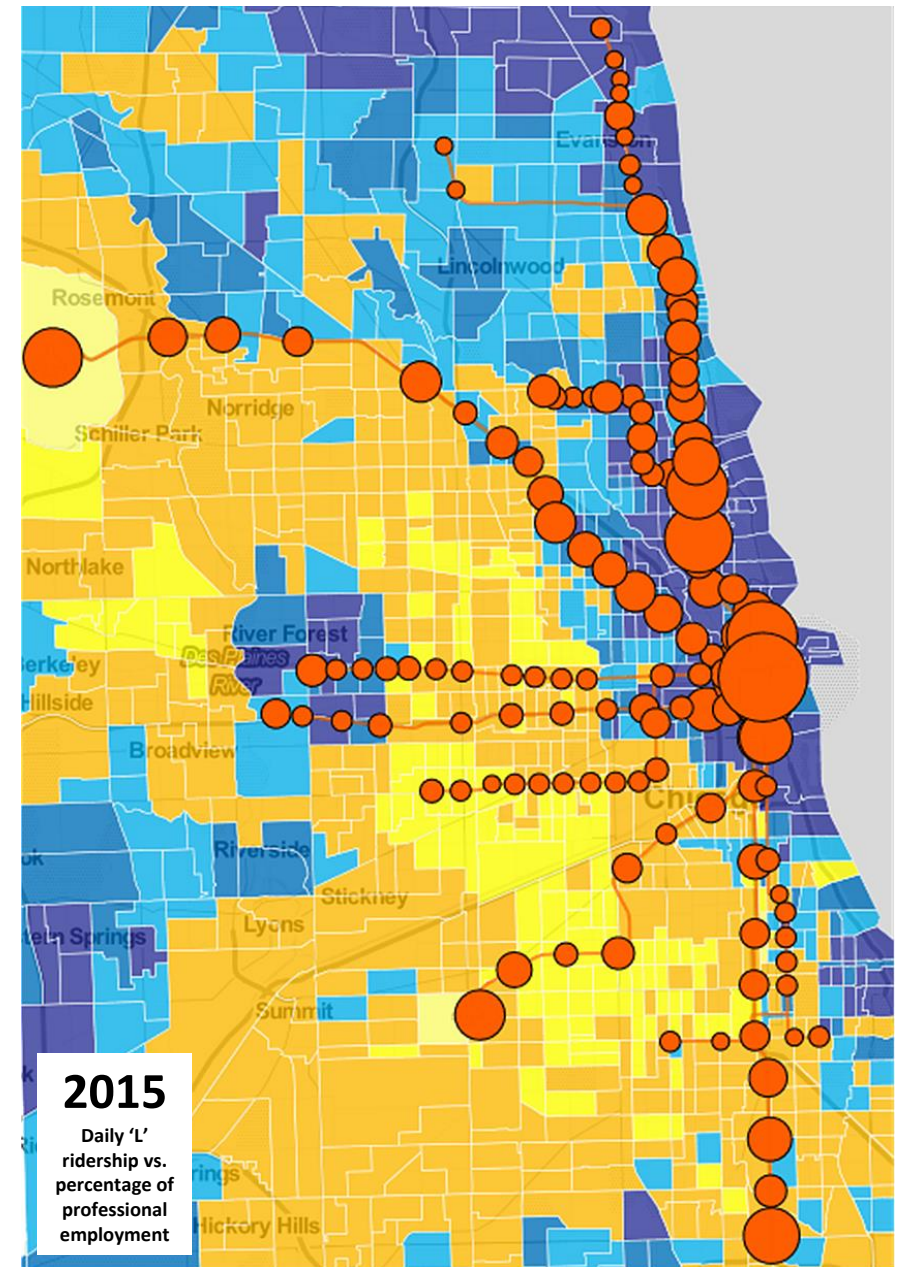 Evanston
Lincolnwood
Rosemont
Norridge
Schiller Park
Northlake
River Forest
Des Plaines
River
Berkeley
Hillside
Broadview
Riverside
Stickney
Lyons
Summit
Hickory Hills
2015
Daily ‘L’
ridership vs.
percentage of
professional
employment